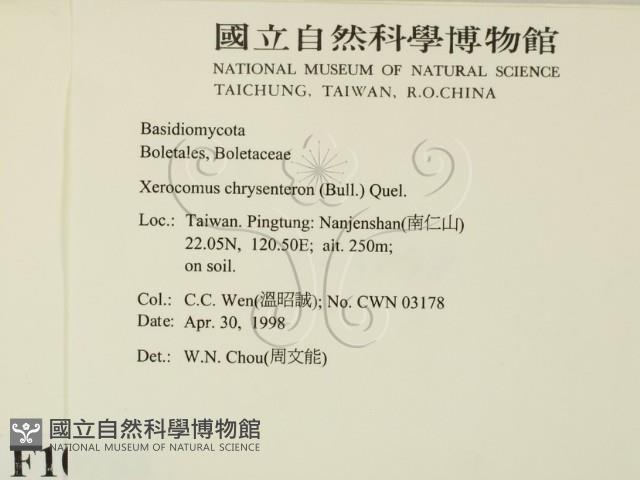 國立自然科學博物館
NATIONAL MUSEUM OF NATURAL SCIENCE
TAICHUNG, TAIWAN, R.O.CHINA
Basidiomycota
Boletales, Boletaceae
Xerocomus chrysenteron (Bull.) Quel.
Loc.: Taiwan. Pingtung: Nanjenshan(南仁山)
22.05N, 120.50E; alt. 250m;
on soil.
Col.: C.C. Wen(溫昭誠); No. CWN 03178
Date: Apr. 30, 1998
Det.: W.N. Chou(周文能)
國立自然科學博物館
NATIONAL MUSEUM OF NATURAL SCIENCE